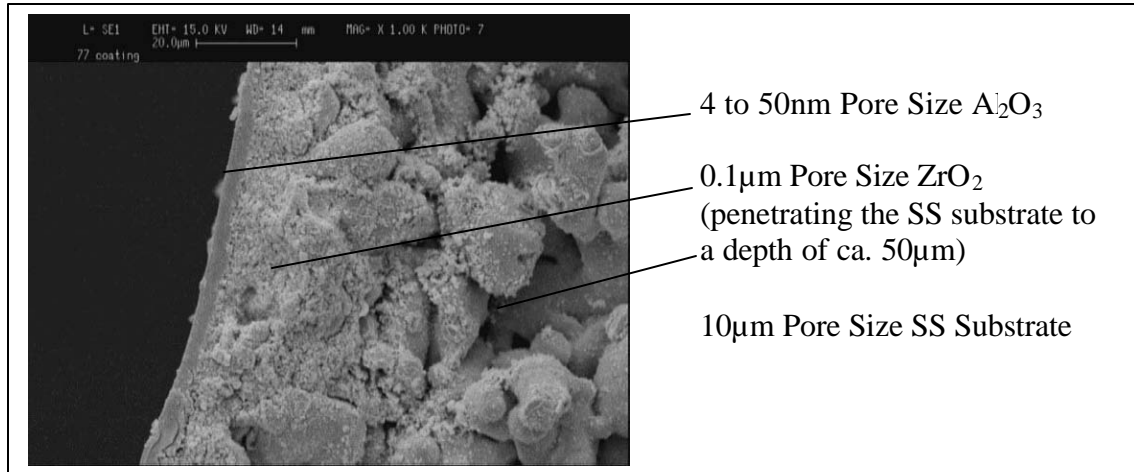 L= SE1 EHT= 15.0 KV WD= 14 mm MAG= X 1.00 K PHOTO= 7
20.0µm
77 coating
4 to 50nm Pore Size Al₂O₃
0.1µm Pore Size ZrO₂
(penetrating the SS substrate to
a depth of ca. 50µm)
10µm Pore Size SS Substrate